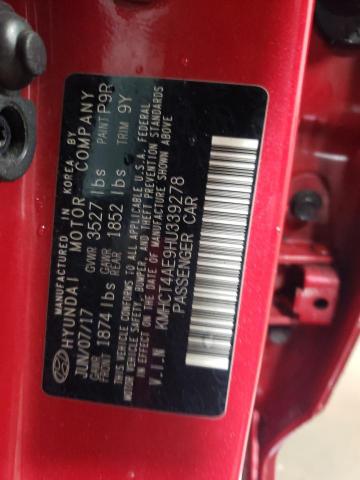 MANUFACTURED IN KOREA BY
HYUNDAI MOTOR COMPANY
JUN/07/17 GVWR 3527 lbs PAINT P9R
GAWR FRONT 1874 lbs GAWR REAR 1852 lbs TRIM 9Y
THIS VEHICLE CONFORMS TO ALL APPLICABLE U.S.A. FEDERAL
MOTOR VEHICLE SAFETY BUMPER, AND THEFT PREVENTION STANDARDS
IN EFFECT ON THE DATE OF MANUFACTURE SHOWN ABOVE
V.I.N KMHCT4AE9HU339278
PASSENGER CAR